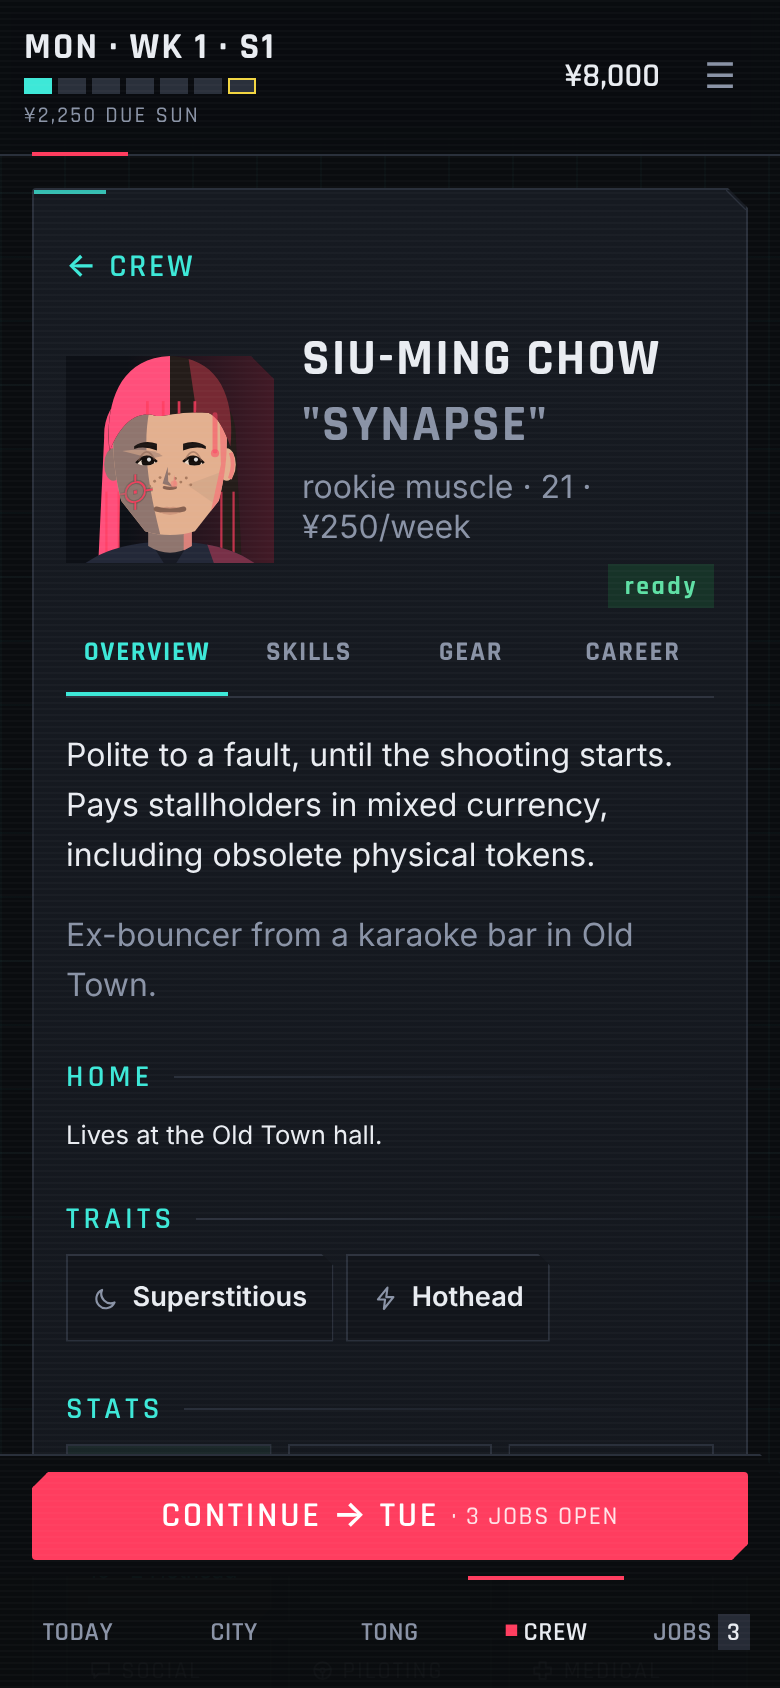 MON · WK 1 · S1
¥8,000
☰
¥2,250 DUE SUN
← CREW
SIU-MING CHOW
"SYNAPSE"
rookie muscle · 21 ·
¥250/week
ready
OVERVIEW SKILLS GEAR CAREER
Polite to a fault, until the shooting starts.
Pays stallholders in mixed currency,
including obsolete physical tokens.
Ex-bouncer from a karaoke bar in Old
Town.
HOME
Lives at the Old Town hall.
TRAITS
Superstitious Hothead
STATS
CONTINUE → TUE · 3 JOBS OPEN
TODAY CITY TONG CREW JOBS 3
SOCIAL PILOTING MEDICAL